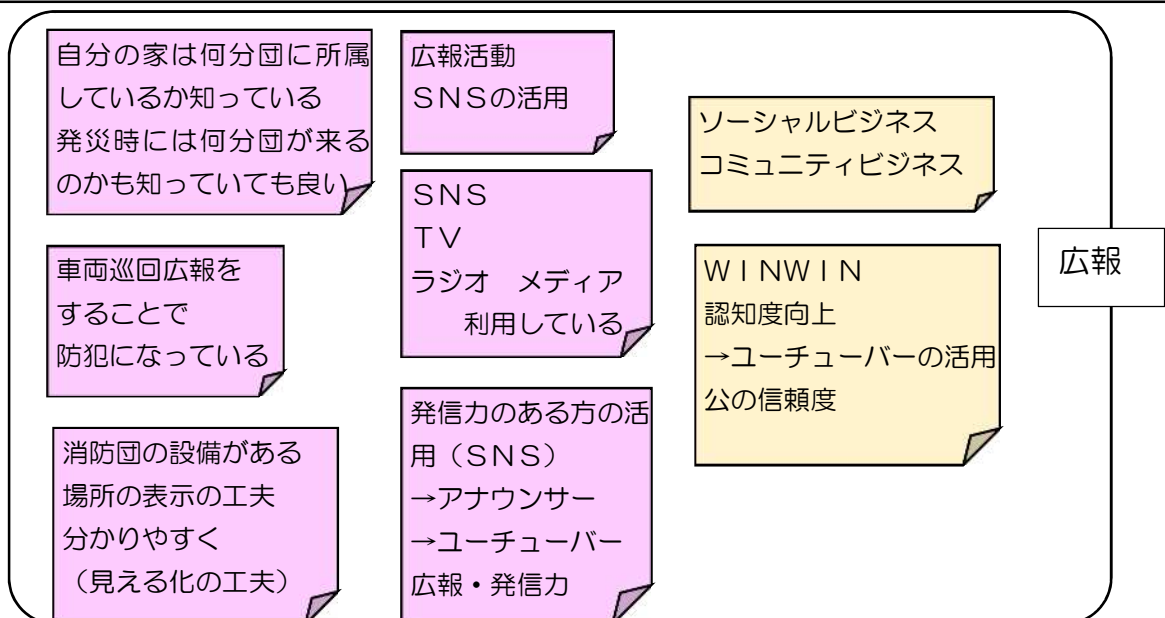 自分の家は何分団に所属
しているか知っている
発災時には何分団が来る
のかも知っていても良い
車両巡回広報を
することで
防犯になっている
消防団の設備がある
場所の表示の工夫
分かりやすく
（見える化の工夫）
広報活動
ＳＮＳの活用
ＳＮＳ
ＴＶ
ラジオ　メディア
利用している
発信力のある方の活
用（ＳＮＳ）
→アナウンサー
→ユーチューバー
広報・発信力
ソーシャルビジネス
コミュニティビジネス
ＷＩＮＷＩＮ
認知度向上
→ユーチューバーの活用
公の信頼度
広報